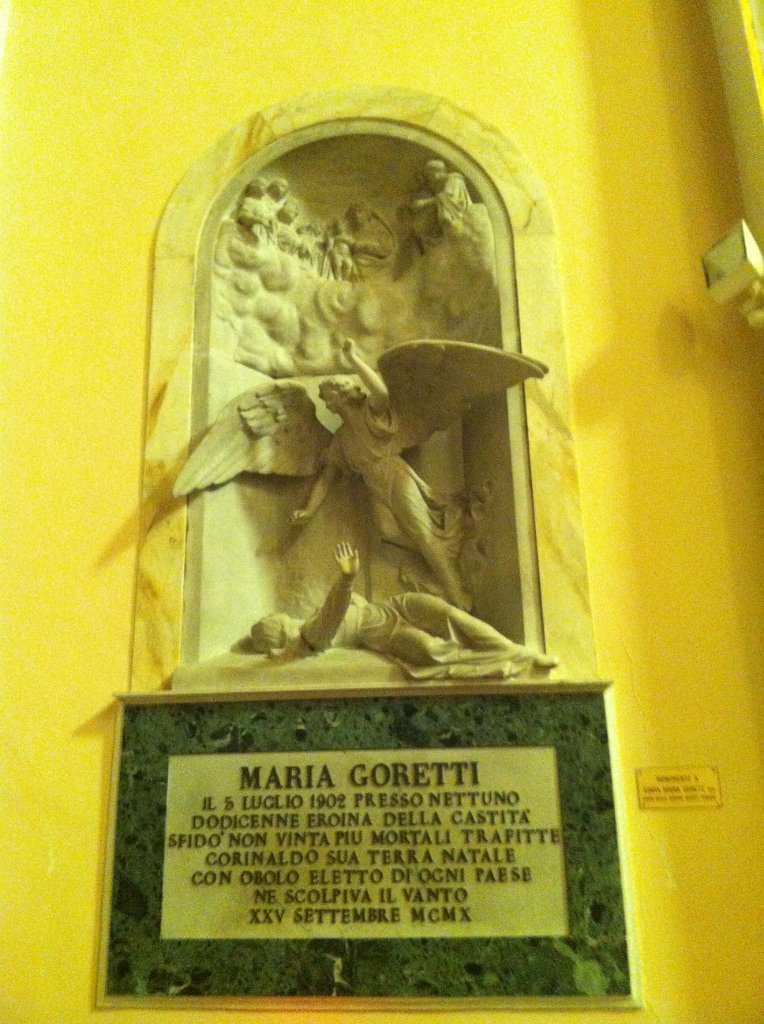 MARIA GORETTI
IL 5 LUGLIO 1902 PRESSO NETTUNO
DODICENNE EROINA DELLA CASTITA'
SFIDO' NON VINTA PIU MORTALI TRAFITTE
CORINALDO SUA TERRA NATALE
CON OBOLO ELETTO DI OGNI PAESE
NE SCOLPIVA IL VANTO
XXV SETTEMBRE MCMX
MONUMENTO A